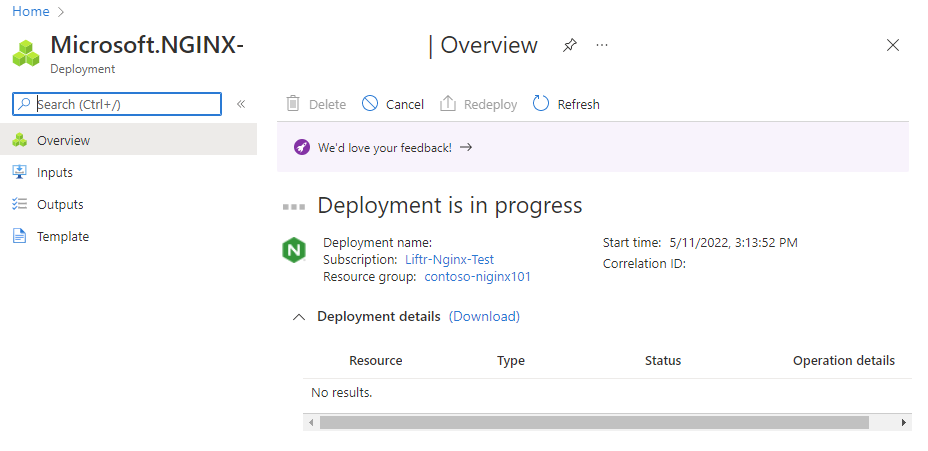 Home >
Microsoft.NGINX- | Overview
Deployment
Search (Ctrl+/)
Overview
Inputs
Outputs
Template
Delete Cancel Redeploy Refresh
We'd love your feedback! →
Deployment is in progress
Deployment name:
Subscription: Liftr-Nginx-Test
Resource group: contoso-niginx101
Start time: 5/11/2022, 3:13:52 PM
Correlation ID:
Deployment details (Download)
Resource Type Status Operation details
No results.